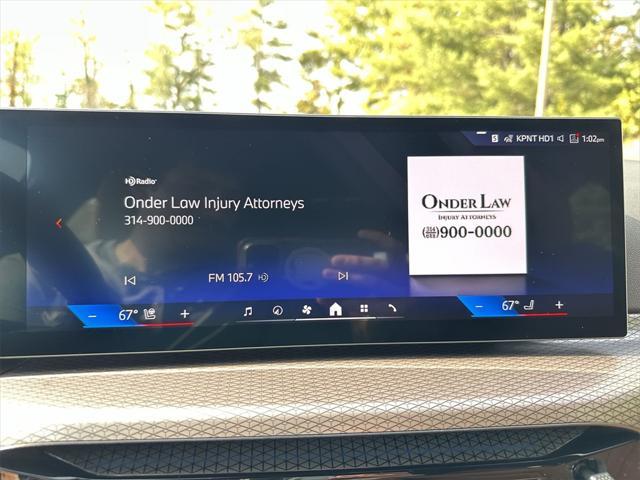 S KPNT HD1 1:02pm
HD Radio
Onder Law Injury Attorneys
314-900-0000
ONDER LAW
INJURY ATTORNEYS
900-0000
FM 105.7 HD
67°
67°